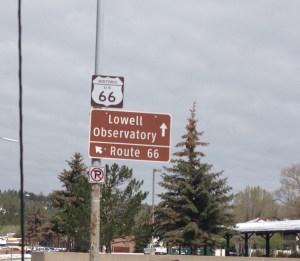 HISTORIC
U S
66
Lowell
Observatory
Route 66
P